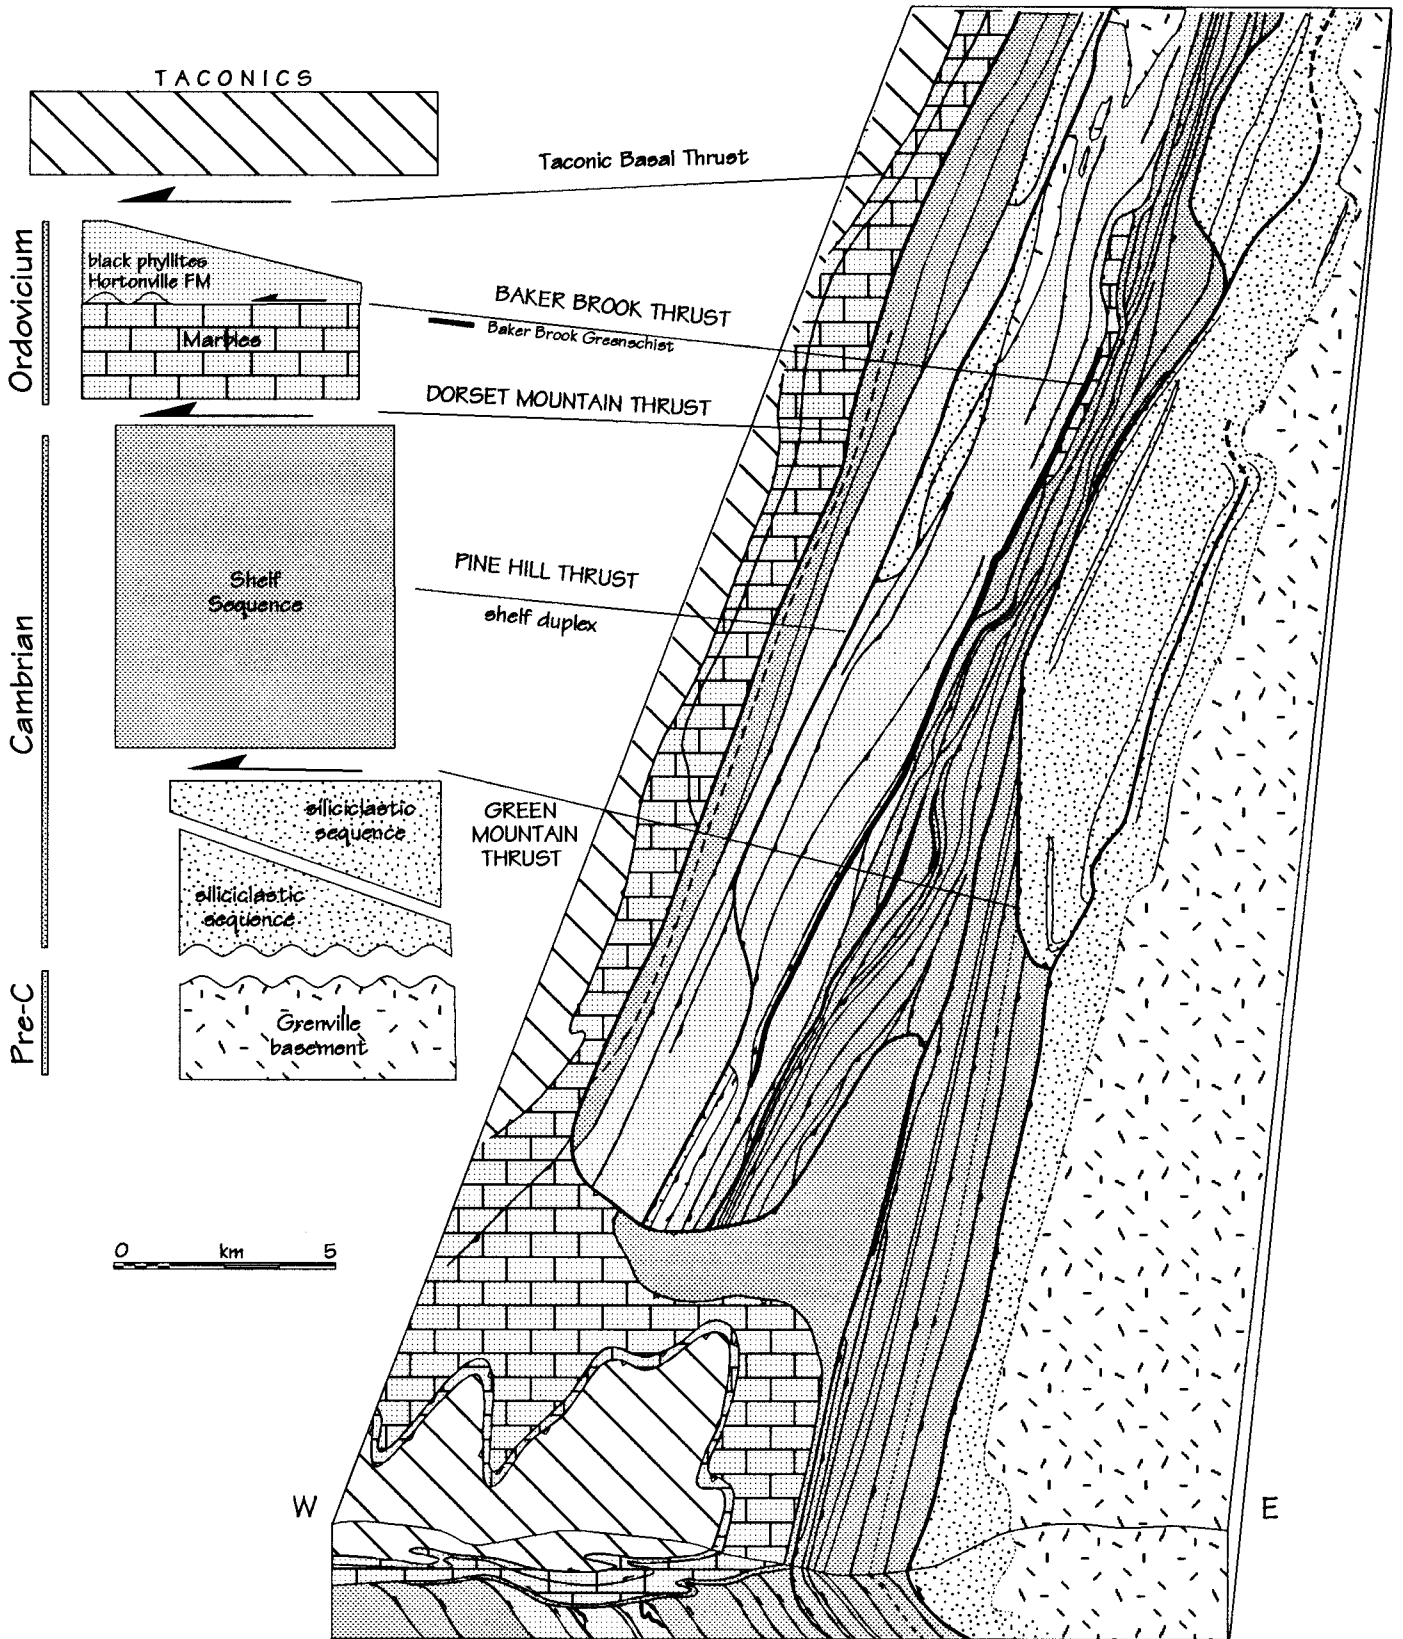 TACONICS
Taconic Basal Thrust
Ordovicium
black phyllites
Hortonville FM
Marbles
BAKER BROOK THRUST
Baker Brook Greenschist
DORSET MOUNTAIN THRUST
Cambrian
Shelf
Sequence
PINE HILL THRUST
shelf duplex
siliciclastic
sequence
siliciclastic
sequence
GREEN
MOUNTAIN
THRUST
Pre-C
Grenville
basement
0 km 5
W
E